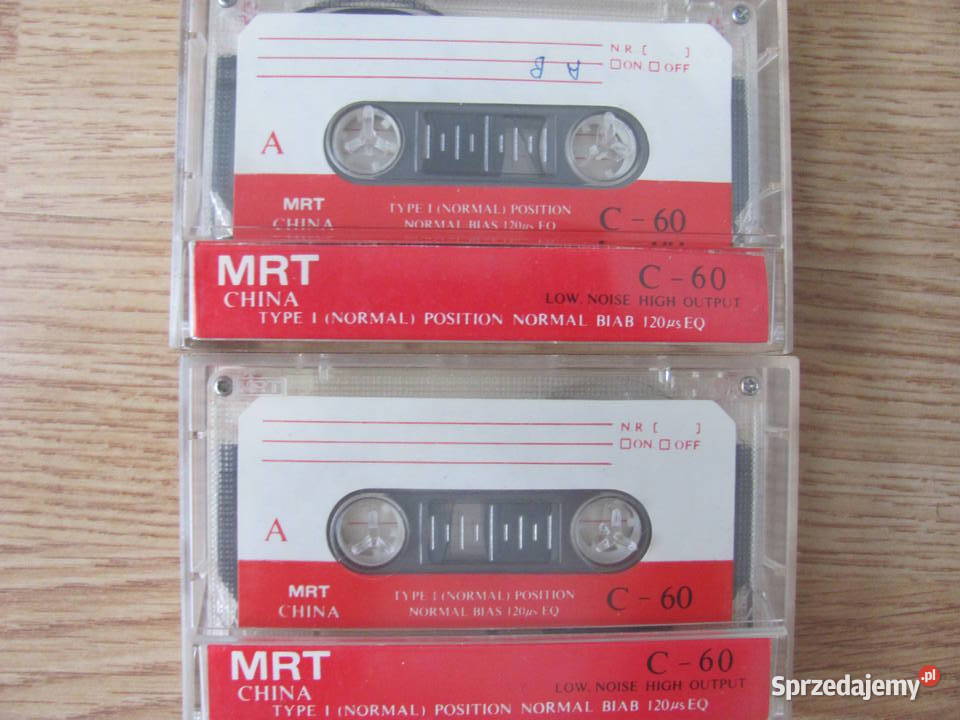 N R [ ]
ON OFF
A B
A
MRT
CHINA
TYPE I (NORMAL) POSITION
NORMAL BIAS 120µs EQ
C - 60
MRT
CHINA
C - 60
LOW. NOISE HIGH OUTPUT
TYPE I (NORMAL) POSITION NORMAL BIAB 120µs EQ
MRT
N R [ ]
ON OFF
A
MRT
CHINA
TYPE I (NORMAL) POSITION
NORMAL BIAS 120µs EQ
C - 60
MRT
CHINA
C - 60
LOW. NOISE HIGH OUTPUT
TYPE I (NORMAL) POSITION NORMAL BIAB 120µs EQ
Sprzedajemy.pl